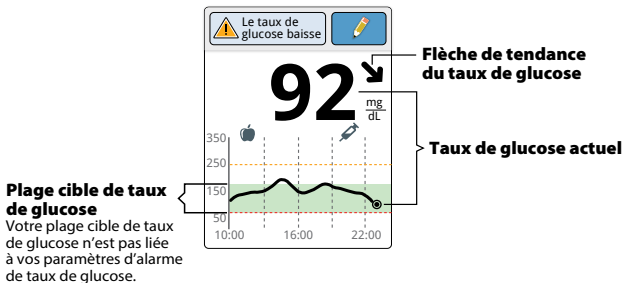 Le taux de
glucose baisse
Flèche de tendance
du taux de glucose
92
mg
dL
Taux de glucose actuel
350
250
150
50
10:00 16:00 22:00
Plage cible de taux
de glucose
Votre plage cible de taux
de glucose n’est pas liée
à vos paramètres d’alarme
de taux de glucose.